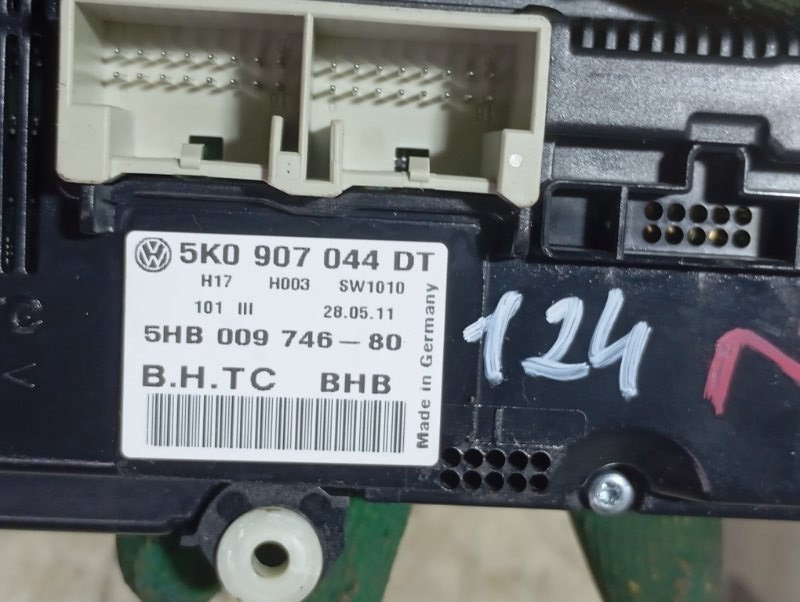 5K0 907 044 DT
H17 H003 SW1010
101 III 28.05.11
5HB 009 746-80
B.H.TC BHB
Made in Germany
124